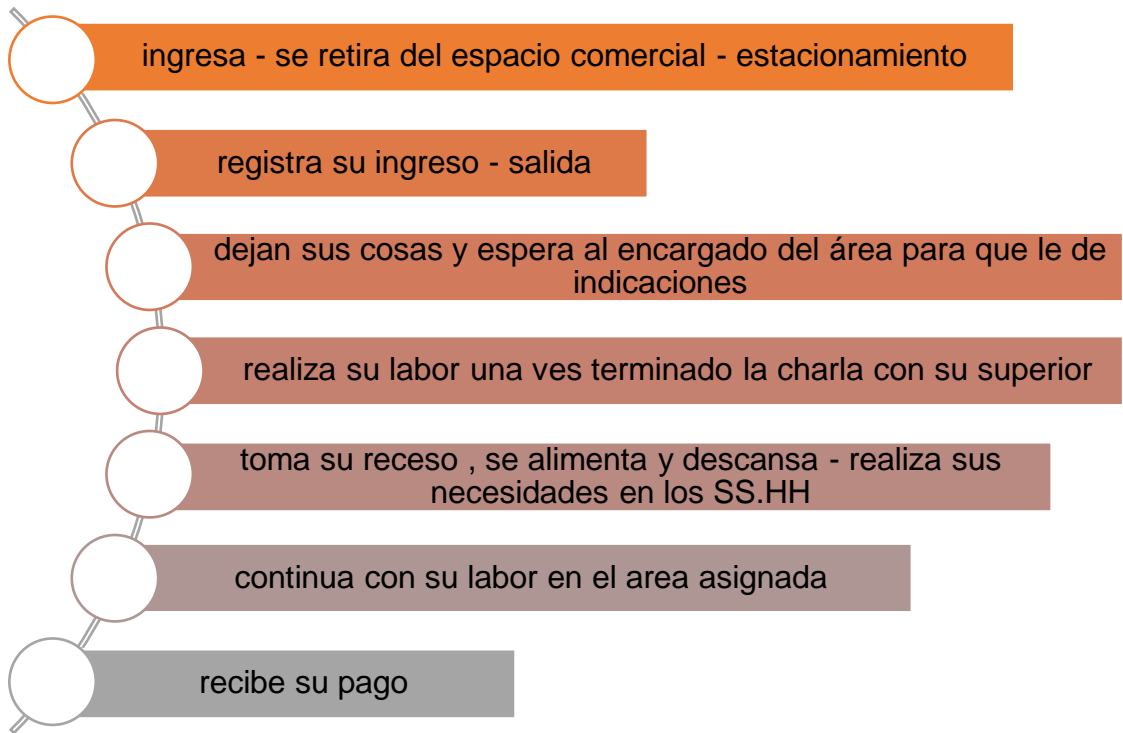 ingresa - se retira del espacio comercial - estacionamiento
registra su ingreso - salida
dejan sus cosas y espera al encargado del área para que le de
indicaciones
realiza su labor una ves terminado la charla con su superior
toma su receso , se alimenta y descansa - realiza sus
necesidades en los SS.HH
continua con su labor en el area asignada
recibe su pago